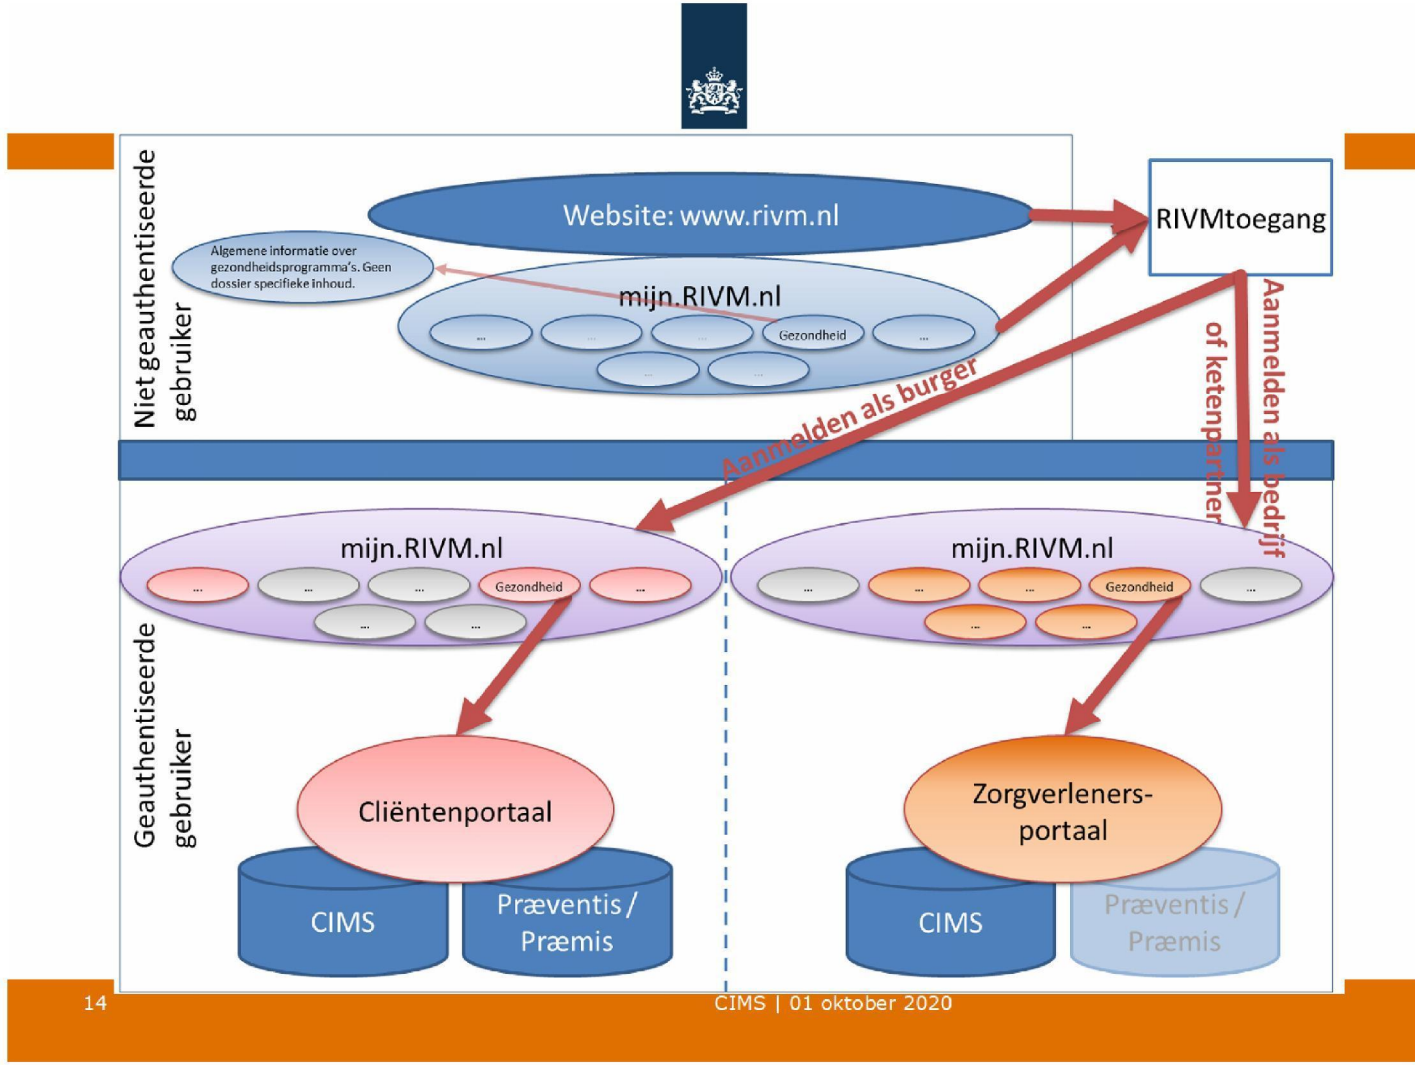 Niet geauthentiseerde
gebruiker
Website: www.rivm.nl
RIVMtoegang
Algemene informatie over
gezondheidsprogramma's. Geen
dossier specifieke inhoud.
mijn.RIVM.nl
...
...
...
Gezondheid
...
...
...
Aanmelden als burger
Aanmelden als bedrijf
of ketenpartner
Geauthentiseerde
gebruiker
mijn.RIVM.nl
...
...
...
Gezondheid
...
...
...
Cliëntenportaal
CIMS
Præventis /
Præmis
mijn.RIVM.nl
...
...
...
Gezondheid
...
...
...
Zorgverleners-
portaal
CIMS
Præventis /
Præmis
14
CIMS | 01 oktober 2020